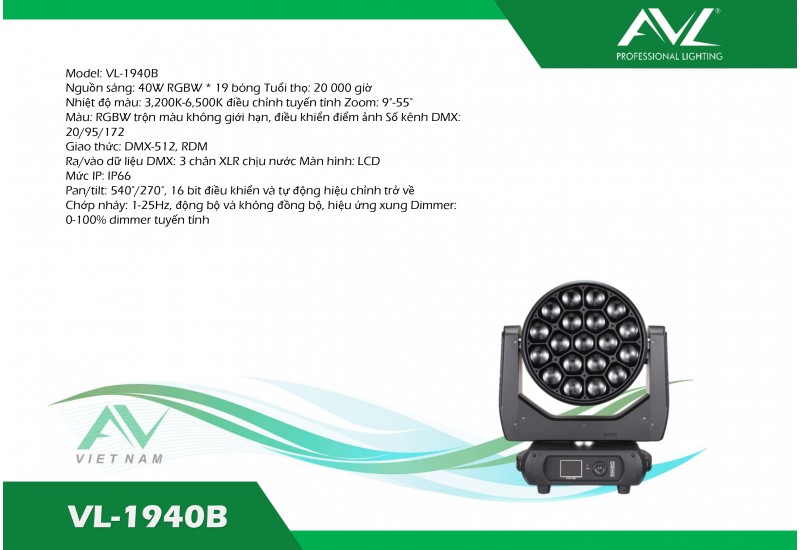 AVL®
PROFESSIONAL LIGHTING
Model: VL-1940B
Nguồn sáng: 40W RGBW * 19 bóng Tuổi thọ: 20 000 giờ
Nhiệt độ màu: 3,200K-6,500K điều chỉnh tuyến tính Zoom: 9°-55°
Màu: RGBW trộn màu không giới hạn, điều khiển điểm ảnh Số kênh DMX:
20/95/172
Giao thức: DMX-512, RDM
Ra/vào dữ liệu DMX: 3 chân XLR chịu nước Màn hình: LCD
Mức IP: IP66
Pan/tilt: 540°/270°, 16 bit điều khiển và tự động hiệu chỉnh trở về
Chớp nháy: 1-25Hz, động bộ và không đồng bộ, hiệu ứng xung Dimmer:
0-100% dimmer tuyến tính
AV
VIET NAM
VL-1940B